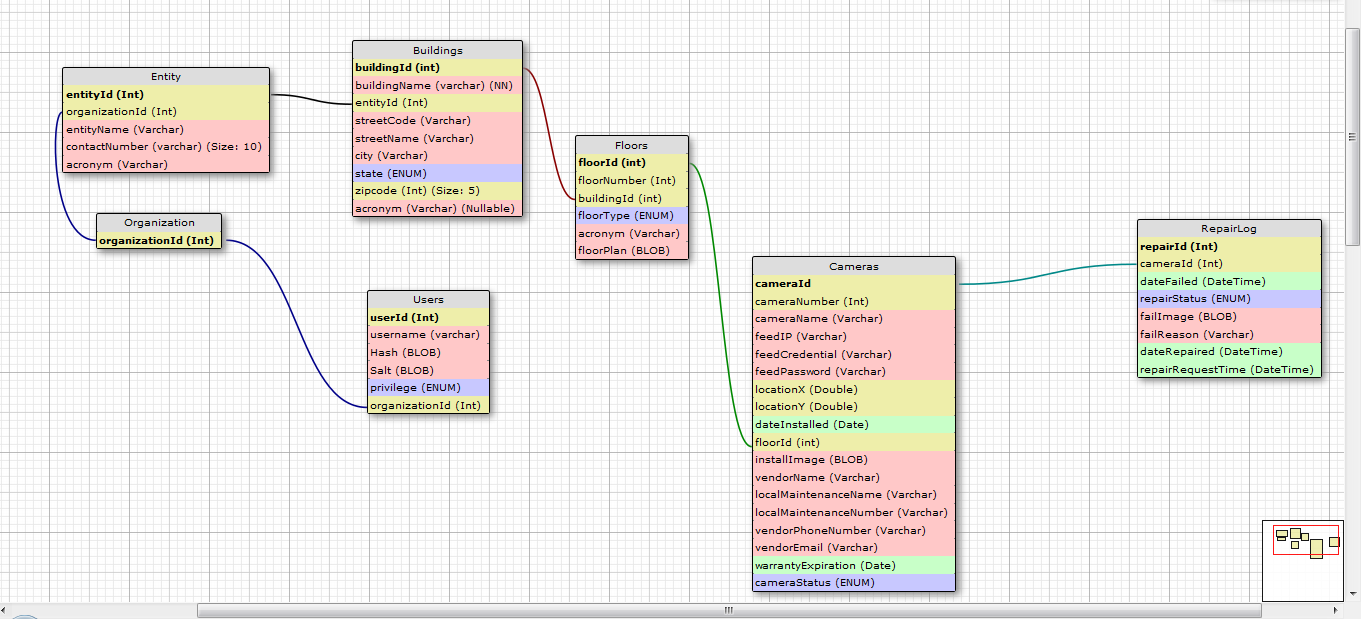 Entity
entityId (Int)
organizationId (Int)
entityName (Varchar)
contactNumber (varchar) (Size: 10)
acronym (Varchar)
Organization
organizationId (Int)
Buildings
buildingId (int)
buildingName (varchar) (NN)
entityId (Int)
streetCode (Varchar)
streetName (Varchar)
city (Varchar)
state (ENUM)
zipcode (Int) (Size: 5)
acronym (Varchar) (Nullable)
Users
userId (Int)
username (varchar)
Hash (BLOB)
Salt (BLOB)
privilege (ENUM)
organizationId (Int)
Floors
floorId (int)
floorNumber (Int)
buildingId (int)
floorType (ENUM)
acronym (Varchar)
floorPlan (BLOB)
Cameras
cameraId
cameraNumber (Int)
cameraName (Varchar)
feedIP (Varchar)
feedCredential (Varchar)
feedPassword (Varchar)
locationX (Double)
locationY (Double)
dateInstalled (Date)
floorId (int)
installImage (BLOB)
vendorName (Varchar)
localMaintenanceName (Varchar)
localMaintenanceNumber (Varchar)
vendorPhoneNumber (Varchar)
vendorEmail (Varchar)
warrantyExpiration (Date)
cameraStatus (ENUM)
RepairLog
repairId (Int)
cameraId (Int)
dateFailed (DateTime)
repairStatus (ENUM)
failImage (BLOB)
failReason (Varchar)
dateRepaired (DateTime)
repairRequestTime (DateTime)